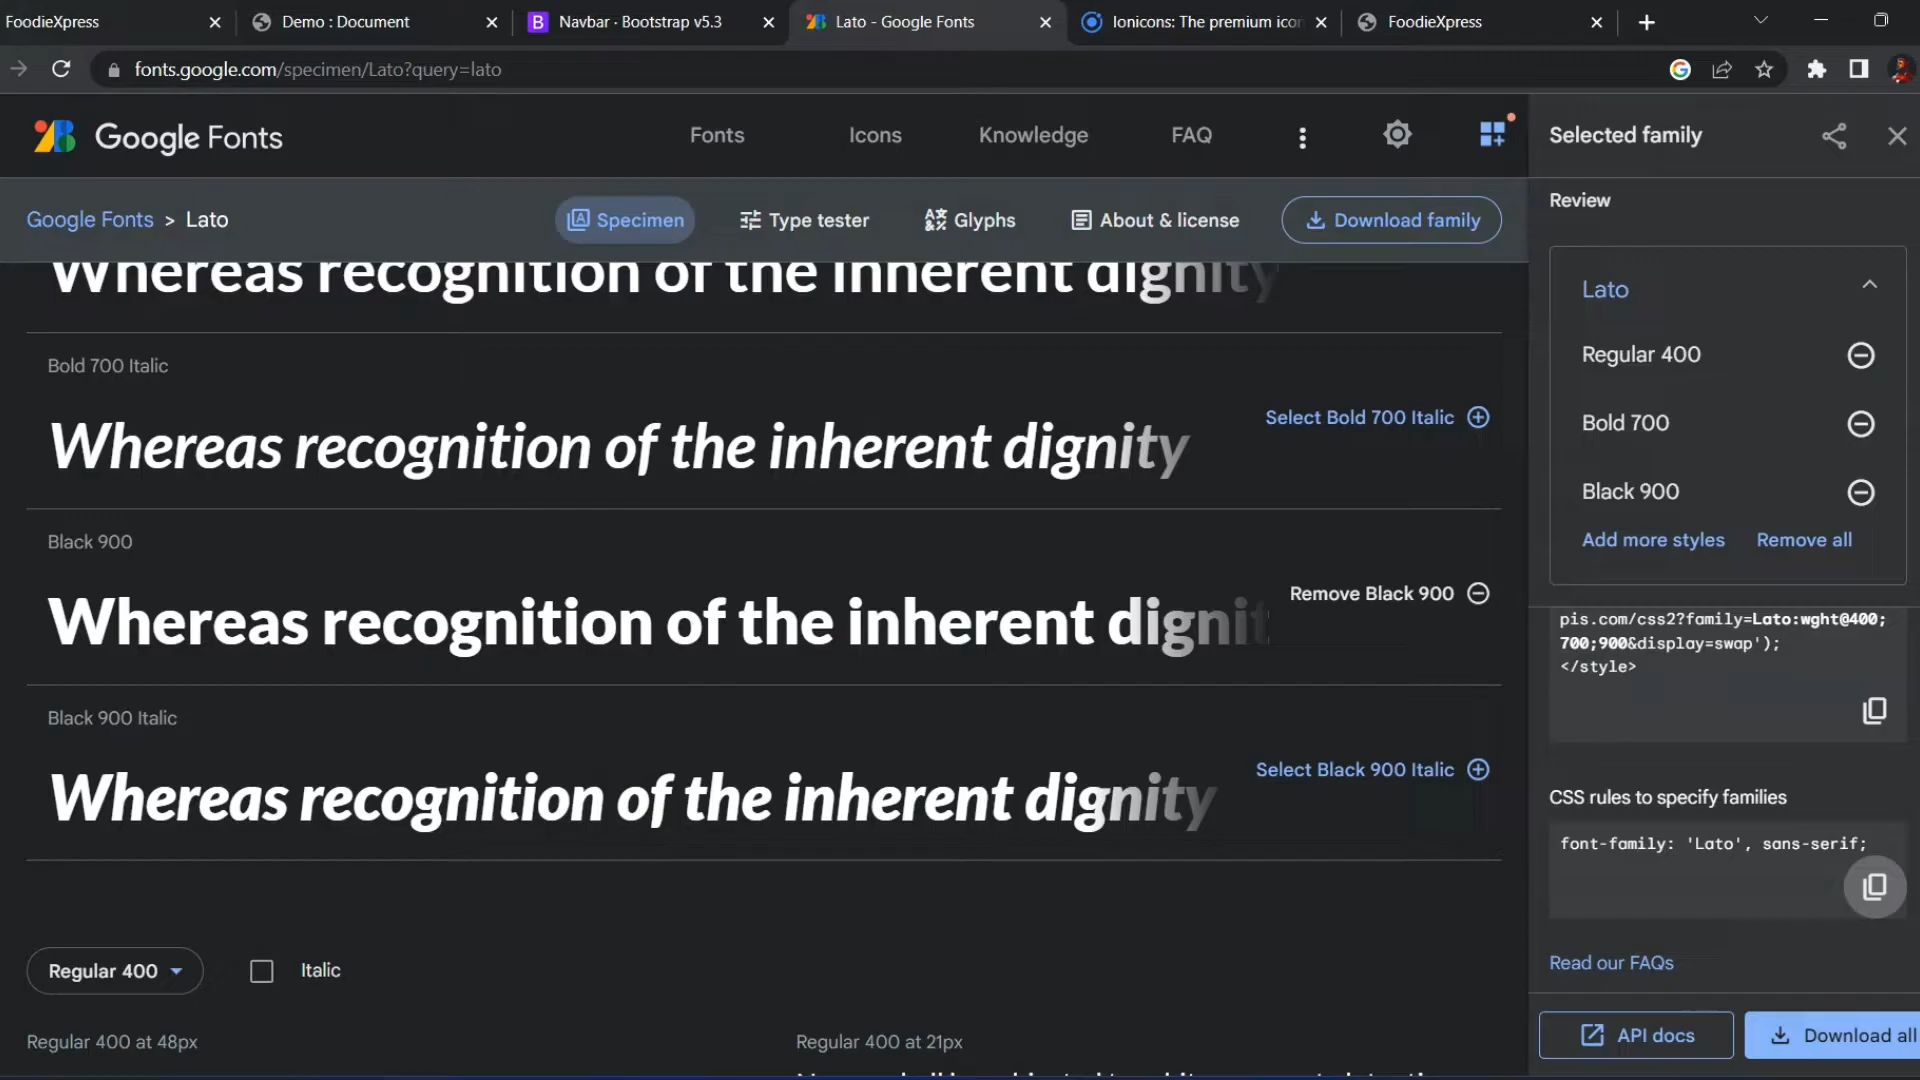 FoodieXpress
Demo : Document
Navbar · Bootstrap v5.3
Lato - Google Fonts
Ionicons: The premium
FoodieXpress
fonts.google.com/specimen/Lato?query=lato
Google Fonts
Fonts
Icons
Knowledge
FAQ
Google Fonts > Lato
Specimen
Type tester
Glyphs
About & license
Download family
Whereas recognition of the inherent dignity
Bold 700 Italic
Select Bold 700 Italic
Whereas recognition of the inherent dignity
Black 900
Remove Black 900
Whereas recognition of the inherent dignit
Black 900 Italic
Select Black 900 Italic
Whereas recognition of the inherent dignity
Regular 400
Italic
Regular 400 at 48px
Regular 400 at 21px
Selected family
Review
Lato
Regular 400
Bold 700
Black 900
Add more styles
Remove all
pis.com/css2?family=Lato:wght@400;
700;900&display=swap');
</style>
CSS rules to specify families
font-family: 'Lato', sans-serif;
Read our FAQs
API docs
Download all